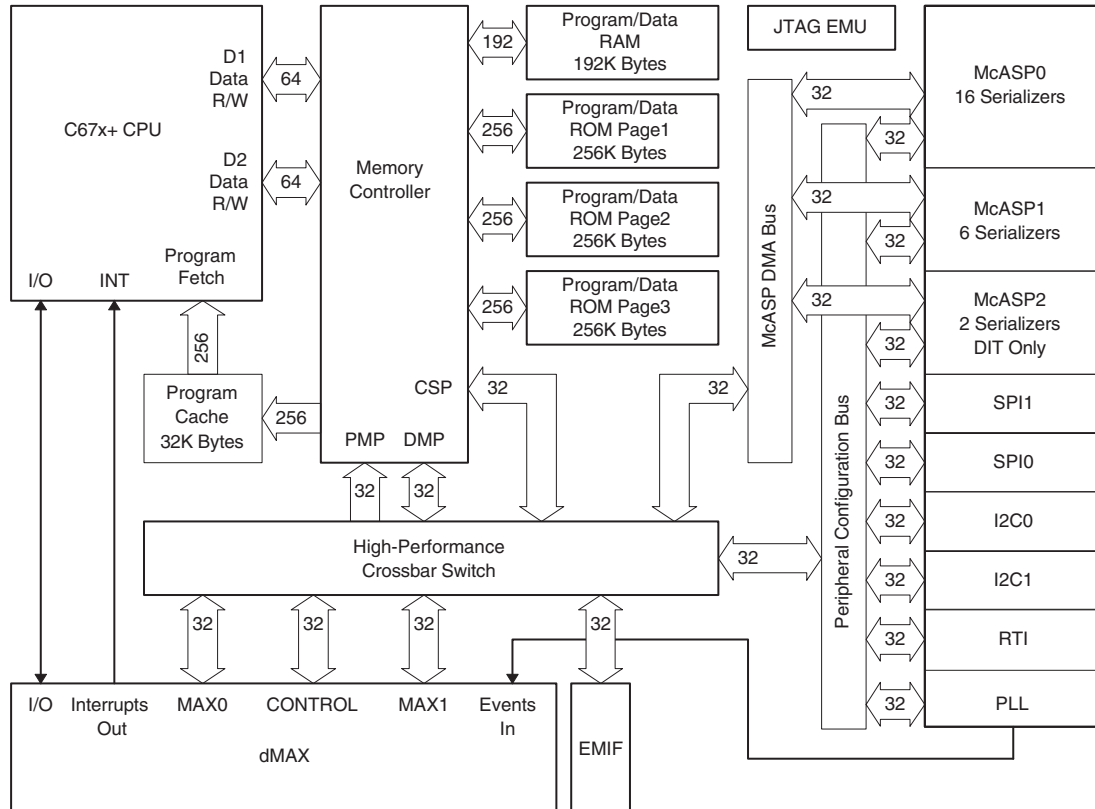 D1
Data
R/W
C67x+ CPU
D2
Data
R/W
Program
Fetch
I/O
INT
64
64
Memory
Controller
CSP
PMP
DMP
256
Program
Cache
32K Bytes
256
192
Program/Data
RAM
192K Bytes
256
Program/Data
ROM Page1
256K Bytes
256
Program/Data
ROM Page2
256K Bytes
256
Program/Data
ROM Page3
256K Bytes
32
32
32
32
JTAG EMU
McASP DMA Bus
Peripheral Configuration Bus
32
McASP0
16 Serializers
32
32
McASP1
6 Serializers
32
32
McASP2
2 Serializers
DIT Only
32
32
SPI1
32
SPI0
32
I2C0
32
I2C1
32
RTI
32
PLL
High-Performance
Crossbar Switch
32
32
32
32
32
I/O
Interrupts
Out
MAX0
CONTROL
MAX1
Events
In
dMAX
EMIF